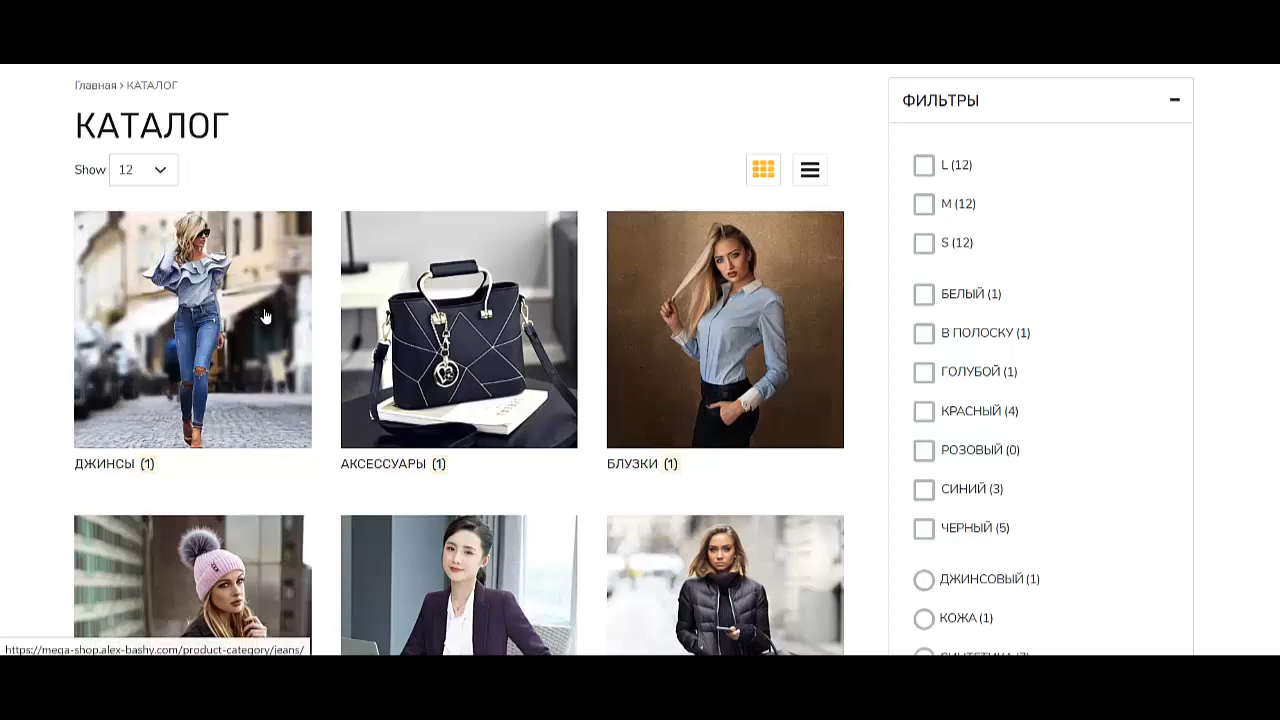 Главная › КАТАЛОГ
КАТАЛОГ
Show 12
ДЖИНСЫ (1)
АКСЕССУАРЫ (1)
БЛУЗКИ (1)
https://mega-shop.alex-bashy.com/product-category/jeans/
ФИЛЬТРЫ
L (12)
M (12)
S (12)
БЕЛЫЙ (1)
В ПОЛОСКУ (1)
ГОЛУБОЙ (1)
КРАСНЫЙ (4)
РОЗОВЫЙ (0)
СИНИЙ (3)
ЧЕРНЫЙ (5)
ДЖИНСОВЫЙ (1)
КОЖА (1)